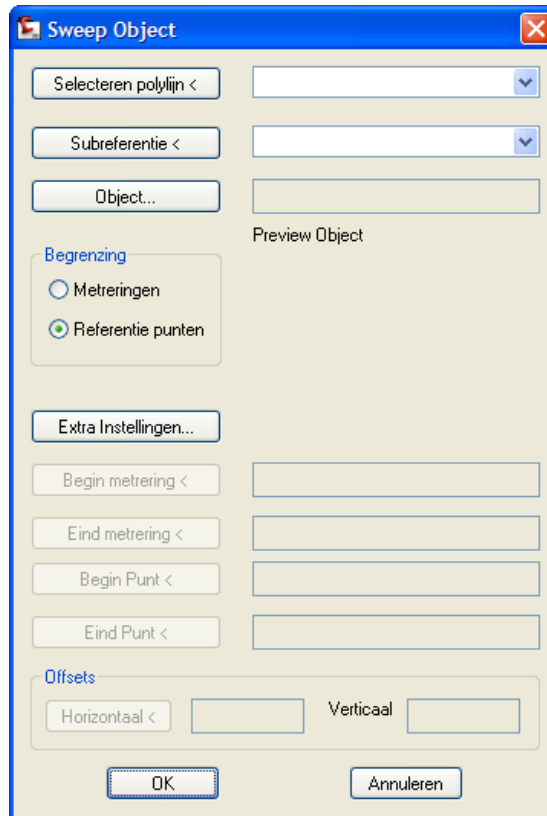 Sweep Object
Selecteren polylijn <
Subreferentie <
Object...
Preview Object
Begrenzing
Metreringen
Referentie punten
Extra Instellingen...
Begin metrering <
Eind metrering <
Begin Punt <
Eind Punt <
Offsets
Horizontaal < Verticaal
OK Annuleren